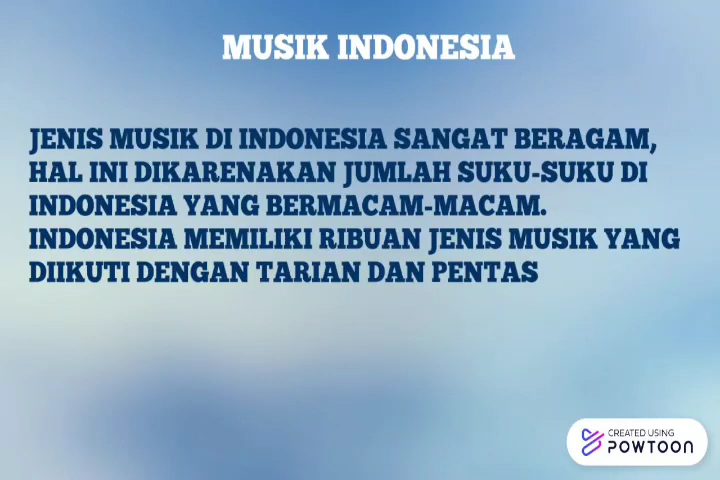 MUSIK INDONESIA
JENIS MUSIK DI INDONESIA SANGAT BERAGAM,
HAL INI DIKARENAKAN JUMLAH SUKU-SUKU DI
INDONESIA YANG BERMACAM-MACAM.
INDONESIA MEMILIKI RIBUAN JENIS MUSIK YANG
DIIKUTI DENGAN TARIAN DAN PENTAS
CREATED USING
POWTOON